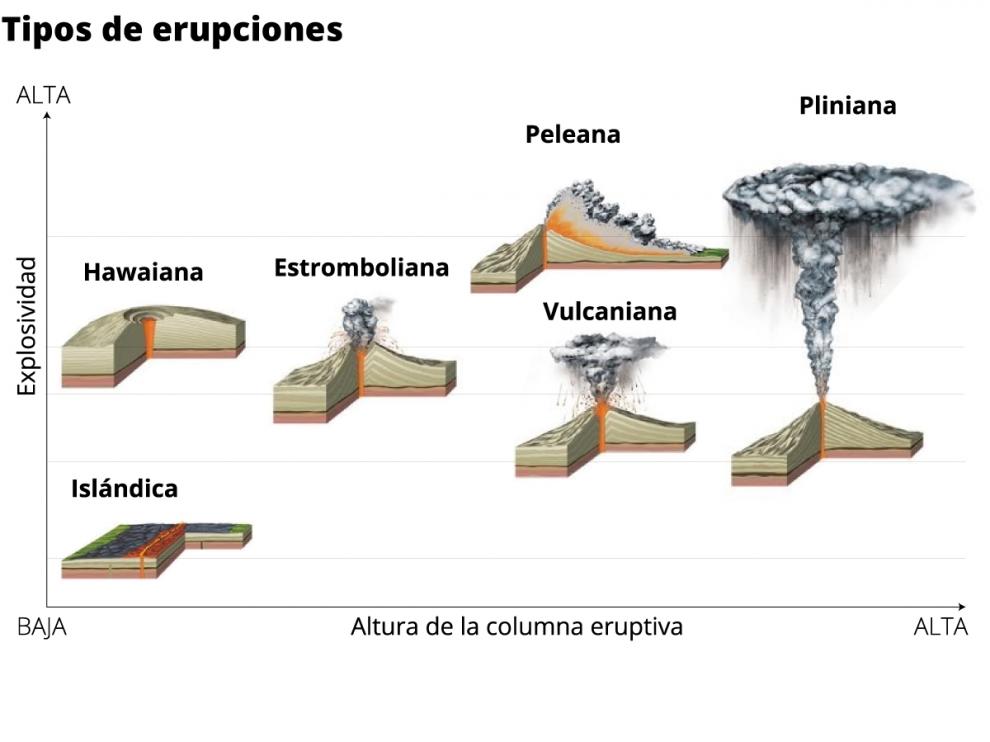 Tipos de erupciones
ALTA
Pliniana
Peleana
Hawaiana
Estromboliana
Vulcaniana
Explosividad
Islándica
BAJA
Altura de la columna eruptiva
ALTA